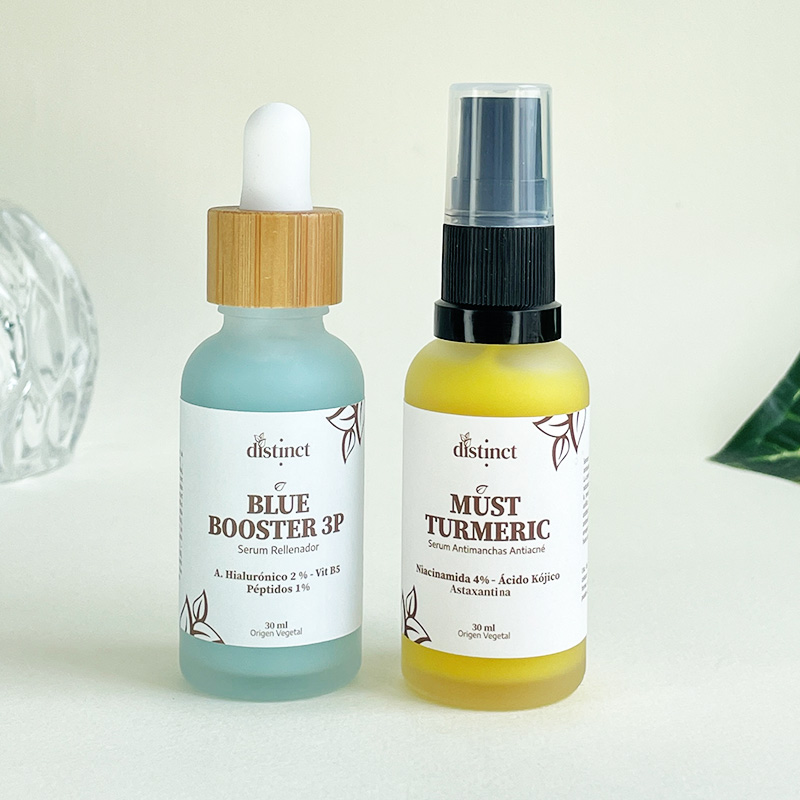 distinct
BLUE
BOOSTER 3P
Serum Rellenador
A. Hialurónico 2 % - Vit B5
Péptidos 1%
30 ml
Origen Vegetal
distinct
MUST
TURMERIC
Serum Antimanchas Antiacné
Niacinamida 4% - Ácido Kójico
Astaxantina
30 ml
Origen Vegetal